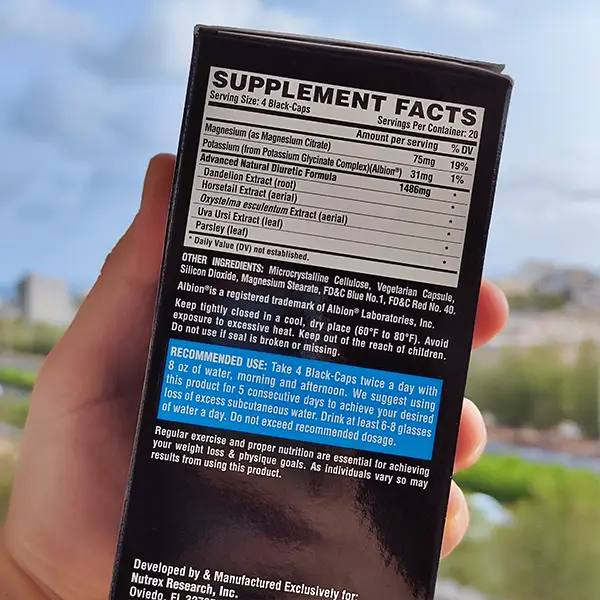 SUPPLEMENT FACTS
Serving Size: 4 Black-Caps Servings Per Container: 20
Amount per serving % DV
Magnesium (as Magnesium Citrate) 75mg 19%
Potassium (from Potassium Glycinate Complex)(Albion®) 31mg 1%
Advanced Natural Diuretic Formula 1486mg *
Dandelion Extract (root) *
Horsetail Extract (aerial) *
Oxystelma esculentum Extract (aerial) *
Uva Ursi Extract (leaf) *
Parsley (leaf) *
* Daily Value (DV) not established.
OTHER INGREDIENTS: Microcrystalline Cellulose, Vegetarian Capsule,
Silicon Dioxide, Magnesium Stearate, FD&C Blue No.1, FD&C Red No. 40.
Albion® is a registered trademark of Albion® Laboratories, Inc.
Keep tightly closed in a cool, dry place (60°F to 80°F). Avoid
exposure to excessive heat. Keep out of the reach of children.
Do not use if seal is broken or missing.
RECOMMENDED USE: Take 4 Black-Caps twice a day with
8 oz of water, morning and afternoon. We suggest using
this product for 5 consecutive days to achieve your desired
loss of excess subcutaneous water. Drink at least 6-8 glasses
of water a day. Do not exceed recommended dosage.
Regular exercise and proper nutrition are essential for achieving
your weight loss & physique goals. As individuals vary so may
results from using this product.
Developed by & Manufactured Exclusively for:
Nutrex Research, Inc.
Oviedo, FL